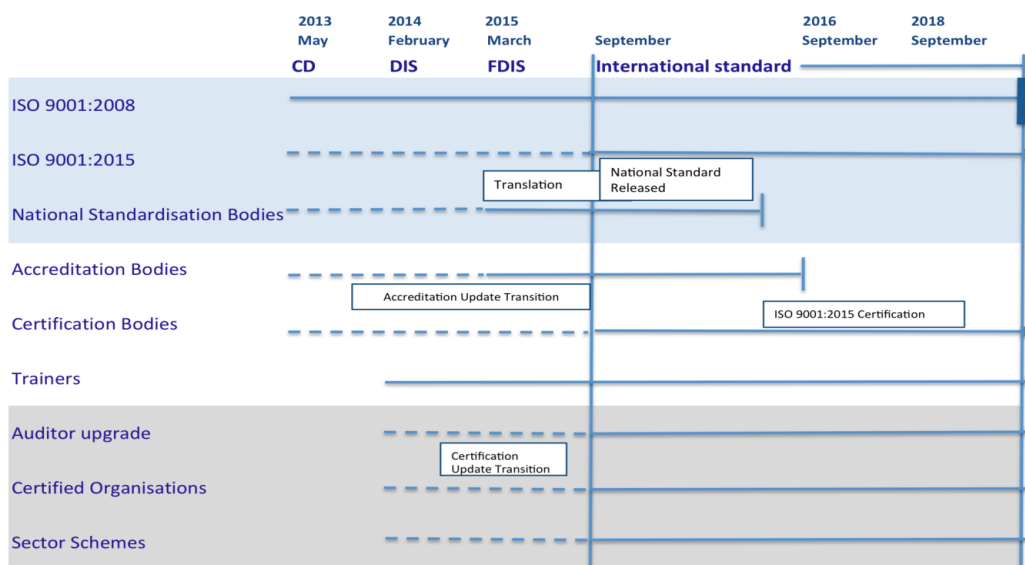 2013
May
2014
February
2015
March
September
2016
September
2018
September
CD
DIS
FDIS
International standard
ISO 9001:2008
ISO 9001:2015
Translation
National Standard
Released
National Standardisation Bodies
Accreditation Bodies
Accreditation Update Transition
Certification Bodies
ISO 9001:2015 Certification
Trainers
Auditor upgrade
Certification
Update Transition
Certified Organisations
Sector Schemes